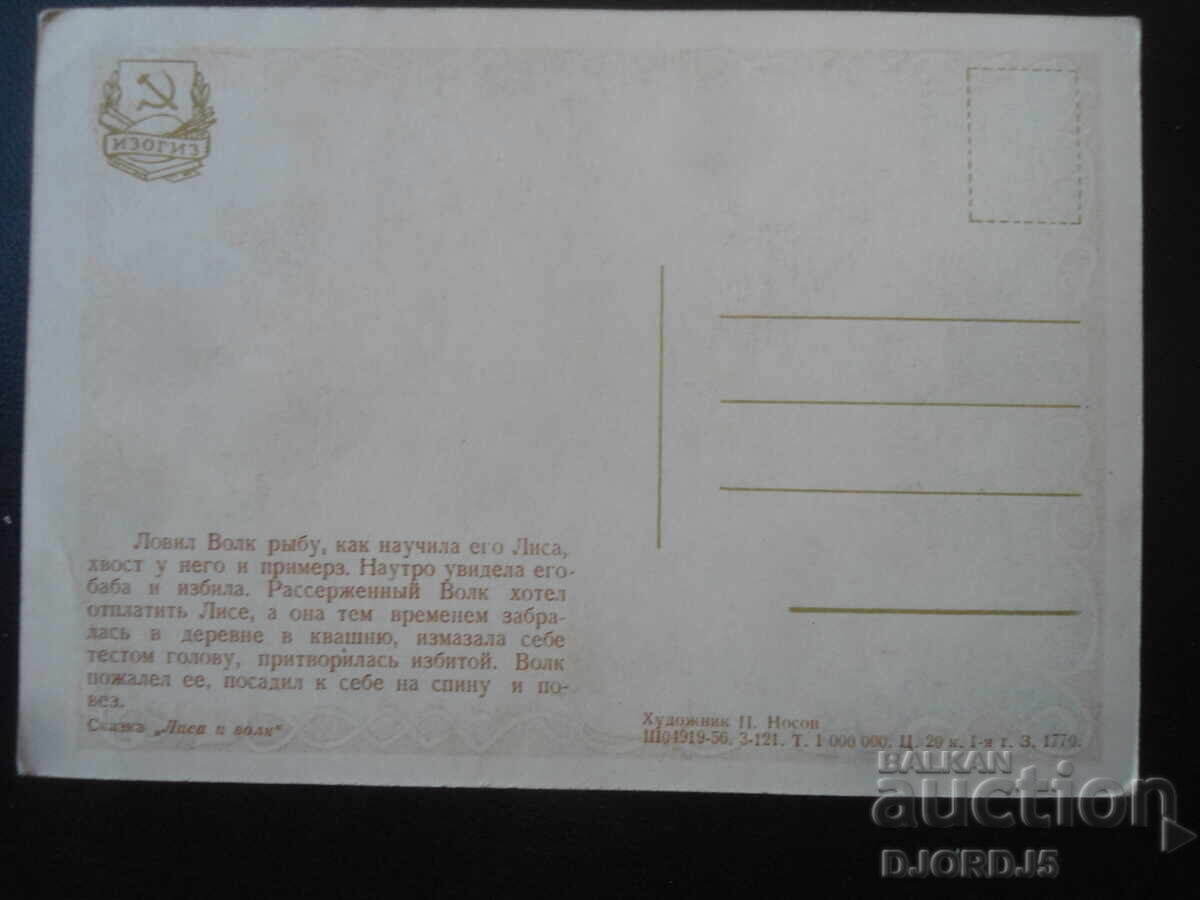 ИЗОГИЗ
Ловил Волк рыбу, как научила его Лиса,
хвост у него и примерз. Наутро увидела его
баба и избила. Рассерженный Волк хотел
отплатить Лисе, а она тем временем забра-
лась в деревне в квашню, измазала себе
тестом голову, притворилась избитой. Волк
пожалел ее, посадил к себе на спину и по-
вез.
Сказка „Лиса и волк“
Художник П. Носов
Ш04919-56. З-121. Т. 1 000 000. Ц. 20 к. 1-я г. З. 1770.
BALKAN
auction
DJORDJ5